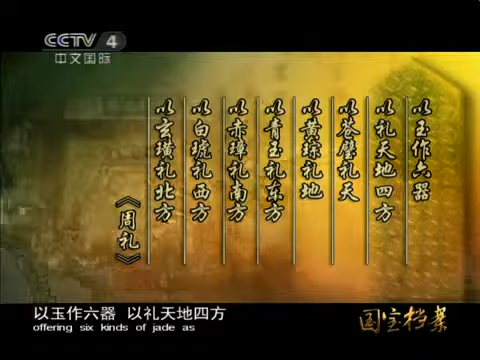 CCTV 4
中文国际
以玉作六器
以礼天地四方
以苍璧礼天
以黄琮礼地
以青玉礼东方
以赤璋礼南方
以白琥礼西方
以玄璜礼北方
《周礼》
以玉作六器 以礼天地四方
offering six kinds of jade as
国宝档案